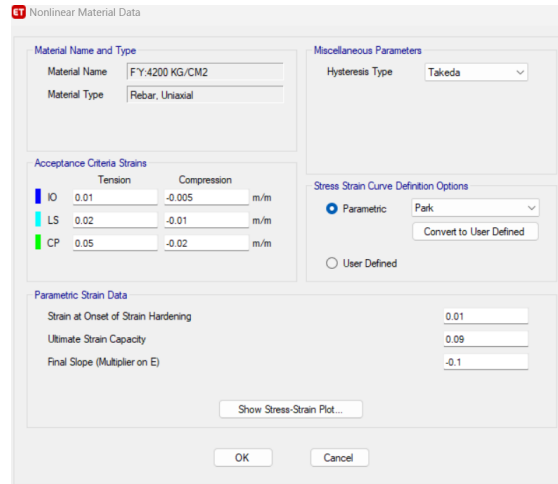 ET Nonlinear Material Data
Material Name and Type
Material Name F'Y:4200 KG/CM2
Material Type Rebar, Uniaxial
Miscellaneous Parameters
Hysteresis Type Takeda
Acceptance Criteria Strains
Tension Compression
IO 0.01 -0.005 m/m
LS 0.02 -0.01 m/m
CP 0.05 -0.02 m/m
Stress Strain Curve Definition Options
Parametric Park
Convert to User Defined
User Defined
Parametric Strain Data
Strain at Onset of Strain Hardening 0.01
Ultimate Strain Capacity 0.09
Final Slope (Multiplier on E) -0.1
Show Stress-Strain Plot...
OK Cancel